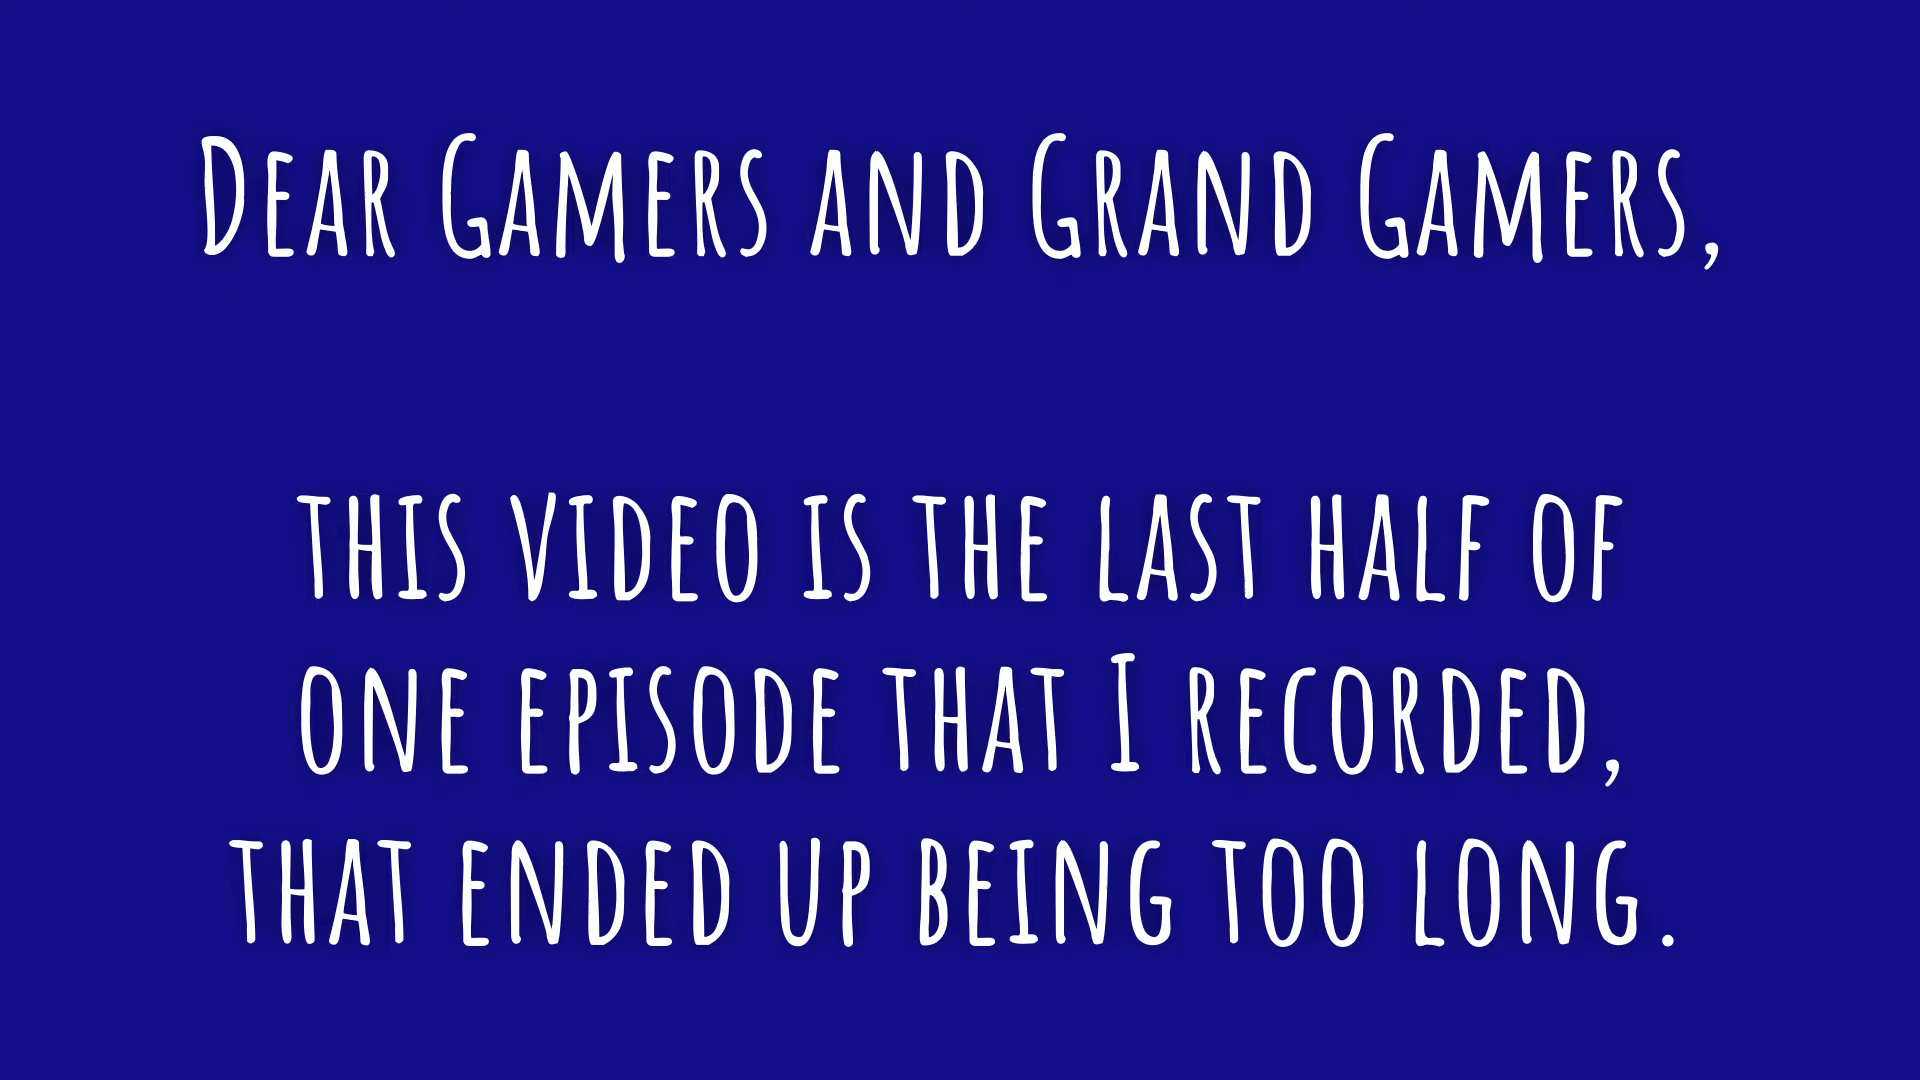 Dear Gamers and Grand Gamers,
this video is the last half of
one episode that I recorded,
that ended up being too long.